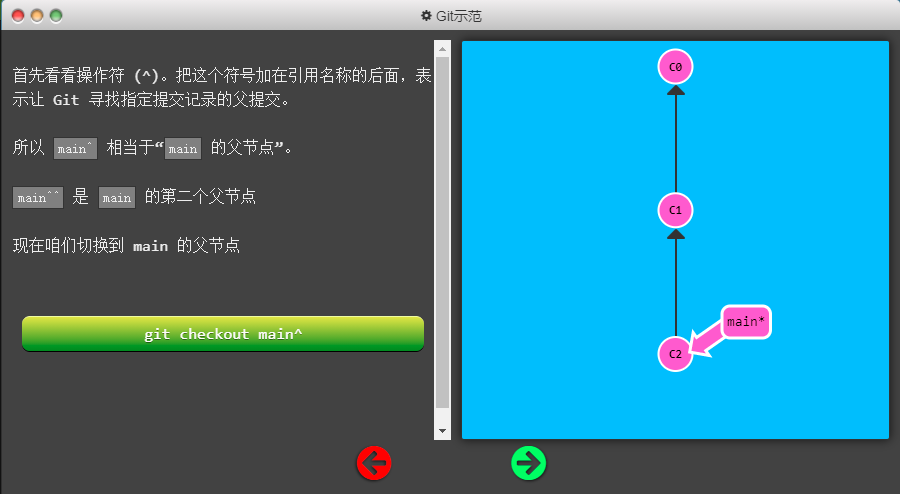 Git示范
首先看看操作符 (^)。把这个符号加在引用名称的后面，表
示让 Git 寻找指定提交记录的父提交。
所以 main^ 相当于“main 的父节点”。
main^^ 是 main 的第二个父节点
现在咱们切换到 main 的父节点
git checkout main^
C0
C1
main*
C2